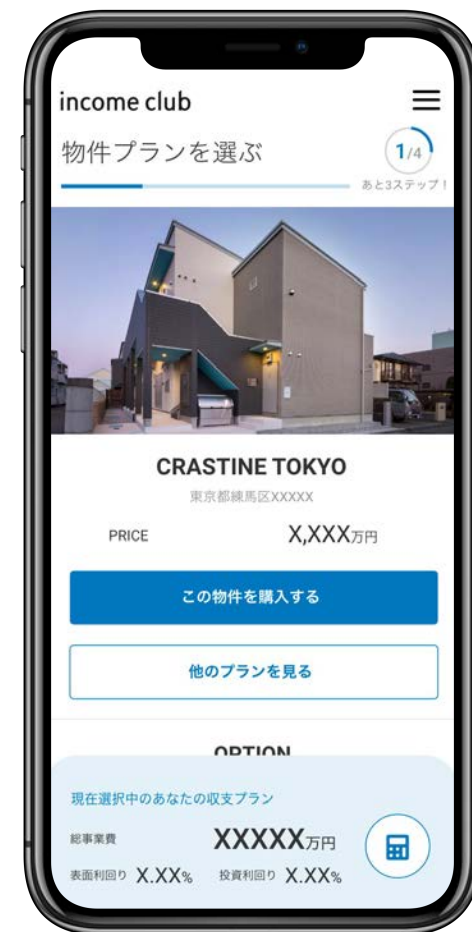 income club
物件プランを選ぶ
1/4
あと3ステップ!
CRASTINE TOKYO
東京都練馬区XXXXX
PRICE X,XXX万円
この物件を購入する
他のプランを見る
OPTION
現在選択中のあなたの収支プラン
総事業費 XXXXX万円
表面利回り X.XX% 投資利回り X.XX%